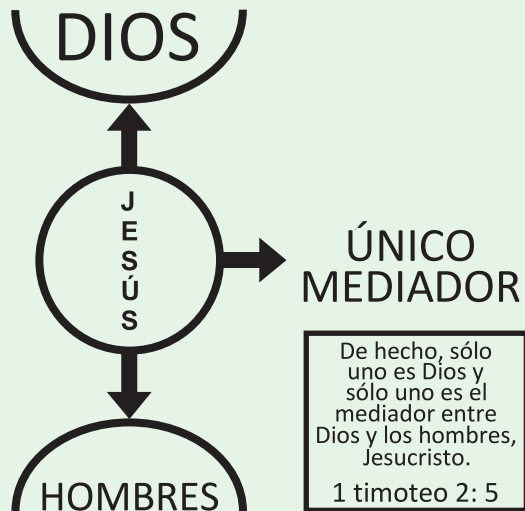 DIOS
J
E
S
Ú
S
ÚNICO
MEDIADOR
De hecho, sólo
uno es Dios y
sólo uno es el
mediador entre
Dios y los hombres,
Jesucristo.
1 timoteo 2: 5
HOMBRES